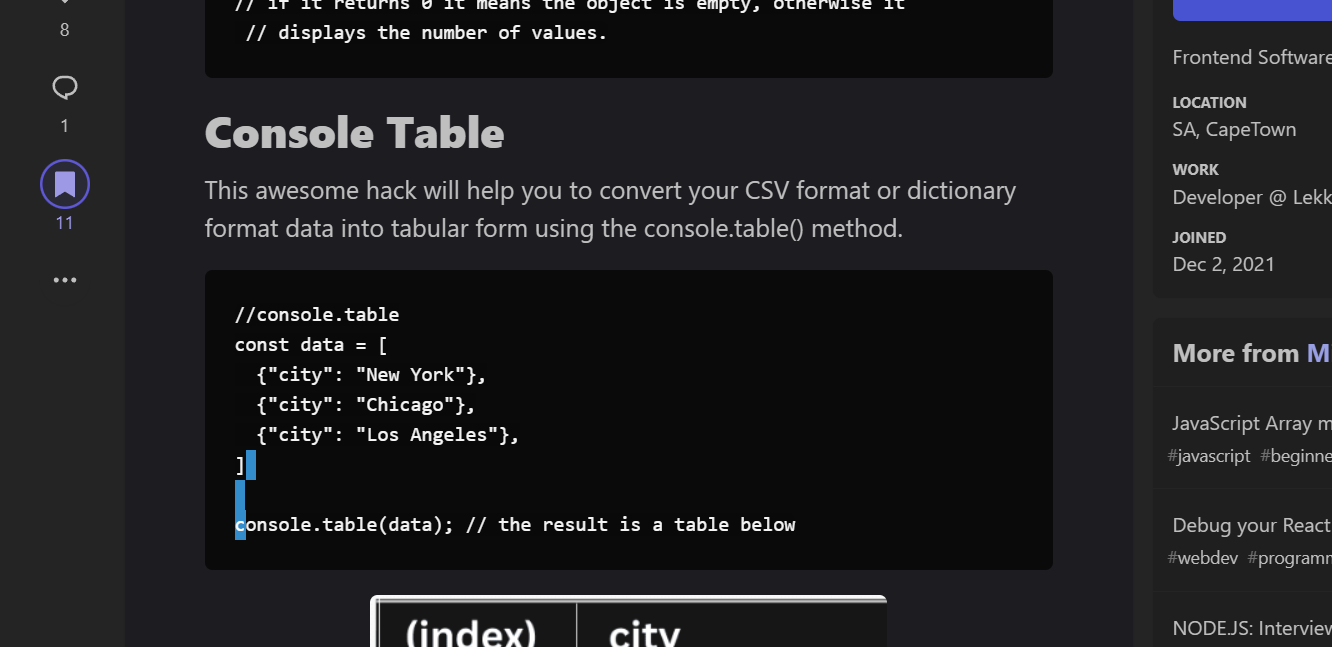 8
1
11
// if it returns 0 it means the object is empty, otherwise it
// displays the number of values.
Console Table
This awesome hack will help you to convert your CSV format or dictionary
format data into tabular form using the console.table() method.
//console.table
const data = [
{"city": "New York"},
{"city": "Chicago"},
{"city": "Los Angeles"},
]
console.table(data); // the result is a table below
(index) city
Frontend Software
LOCATION
SA, CapeTown
WORK
Developer @ Lekk
JOINED
Dec 2, 2021
More from M
JavaScript Array m
#javascript #beginne
Debug your React
#webdev #programm
NODE.JS: Interview